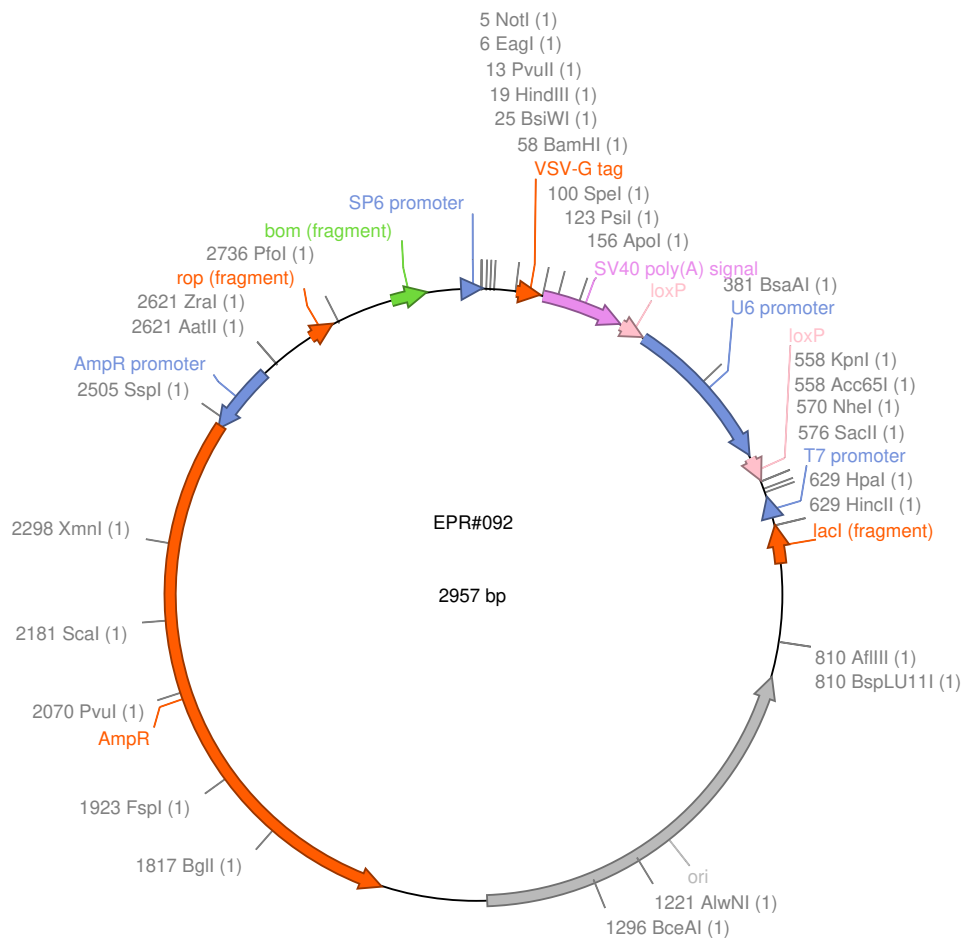 5 NotI (1)
6 EagI (1)
13 PvuII (1)
19 HindIII (1)
25 BsiWI (1)
58 BamHI (1)
VSV-G tag
100 SpeI (1)
123 PsiI (1)
156 ApoI (1)
SV40 poly(A) signal
loxP
381 BsaAI (1)
U6 promoter
loxP
558 KpnI (1)
558 Acc65I (1)
570 NheI (1)
576 SacII (1)
T7 promoter
629 HpaI (1)
629 HincII (1)
lacI (fragment)
810 AflIII (1)
810 BspLU11I (1)
ori
1221 AlwNI (1)
1296 BceAI (1)
1817 BglI (1)
1923 FspI (1)
AmpR
2070 PvuI (1)
2181 ScaI (1)
2298 XmnI (1)
2505 SspI (1)
AmpR promoter
2621 AatII (1)
2621 ZraI (1)
rop (fragment)
2736 PfoI (1)
bom (fragment)
SP6 promoter
EPR#092
2957 bp